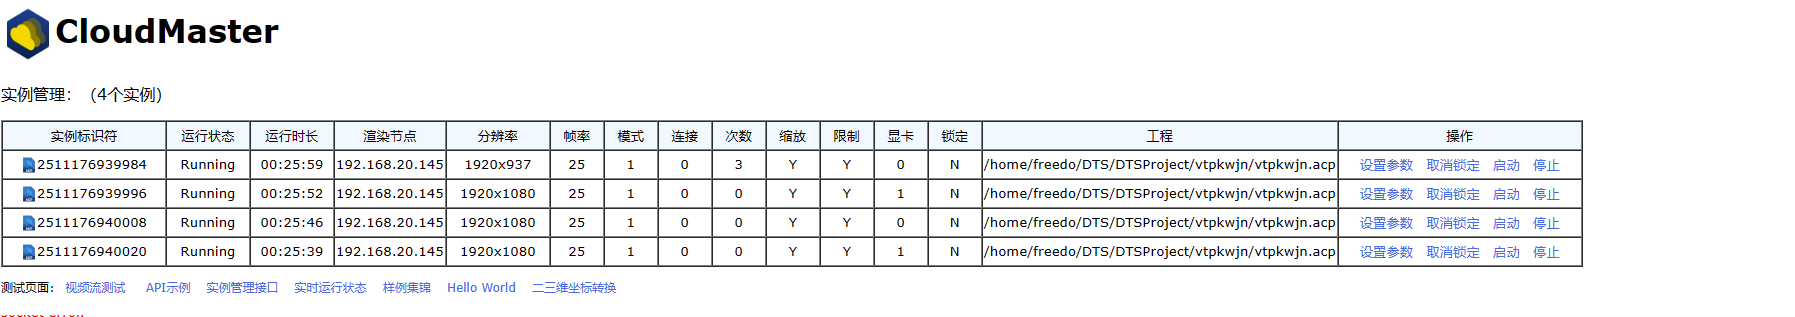 CloudMaster
实例管理：（4个实例）
实例标识符 运行状态 运行时长 渲染节点 分辨率 帧率 模式 连接 次数 缩放 限制 显卡 锁定 工程 操作
2511176939984 Running 00:25:59 192.168.20.145 1920x937 25 1 0 3 Y Y 0 N /home/freedo/DTS/DTSProject/vtpkwjn/vtpkwjn.acp 设置参数 取消锁定 启动 停止
2511176939996 Running 00:25:52 192.168.20.145 1920x1080 25 1 0 0 Y Y 1 N /home/freedo/DTS/DTSProject/vtpkwjn/vtpkwjn.acp 设置参数 取消锁定 启动 停止
2511176940008 Running 00:25:46 192.168.20.145 1920x1080 25 1 0 0 Y Y 0 N /home/freedo/DTS/DTSProject/vtpkwjn/vtpkwjn.acp 设置参数 取消锁定 启动 停止
2511176940020 Running 00:25:39 192.168.20.145 1920x1080 25 1 0 0 Y Y 1 N /home/freedo/DTS/DTSProject/vtpkwjn/vtpkwjn.acp 设置参数 取消锁定 启动 停止
测试页面： 视频流测试 API示例 实例管理接口 实时运行状态 样例集锦 Hello World 二三维坐标转换